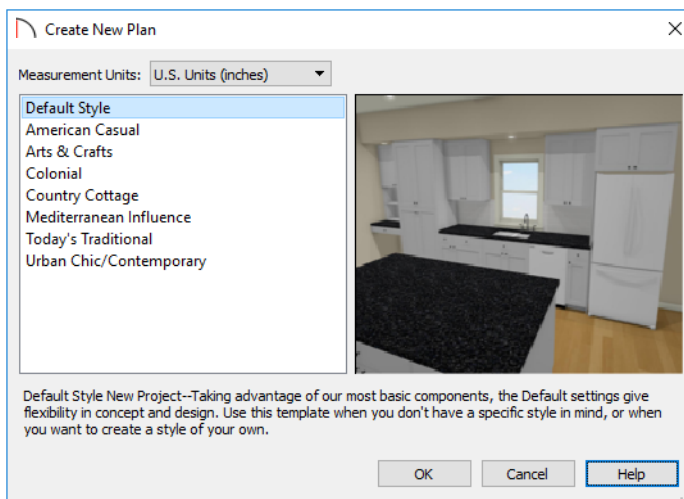 Create New Plan
Measurement Units: U.S. Units (inches)
Default Style
American Casual
Arts & Crafts
Colonial
Country Cottage
Mediterranean Influence
Today's Traditional
Urban Chic/Contemporary
Default Style New Project--Taking advantage of our most basic components, the Default settings give
flexibility in concept and design. Use this template when you don't have a specific style in mind, or when
you want to create a style of your own.
OK Cancel Help